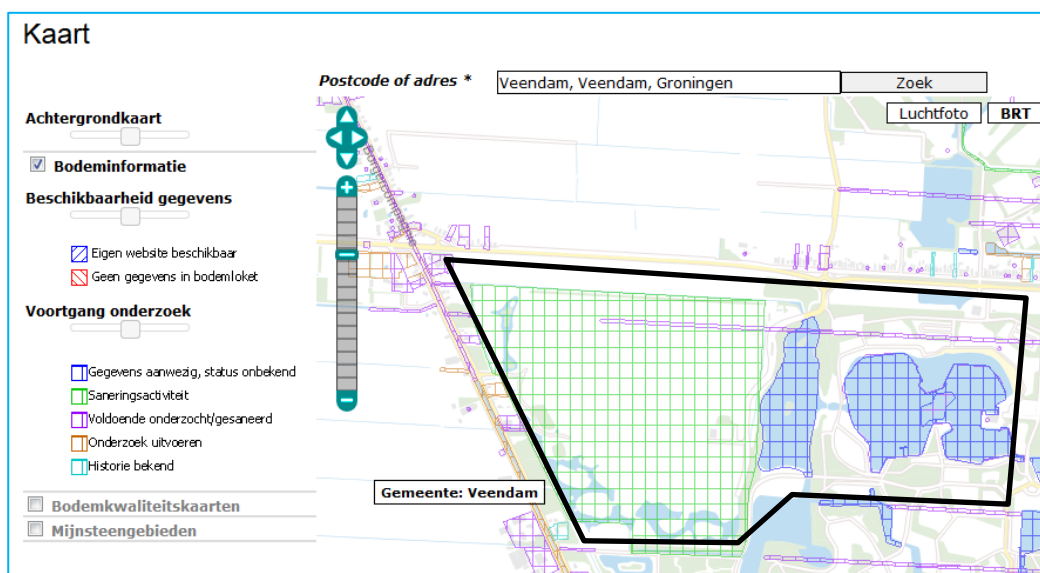 Kaart
Postcode of adres *
Veendam, Veendam, Groningen
Zoek
Luchtfoto
BRT
Achtergrondkaart
Bodeminformatie
Beschikbaarheid gegevens
Eigen website beschikbaar
Geen gegevens in bodemloket
Voortgang onderzoek
Gegevens aanwezig, status onbekend
Saneringsactiviteit
Voldoende onderzocht/gesaneerd
Onderzoek uitvoeren
Historie bekend
Bodemkwaliteitskaarten
Mijnsteengebieden
Gemeente: Veendam